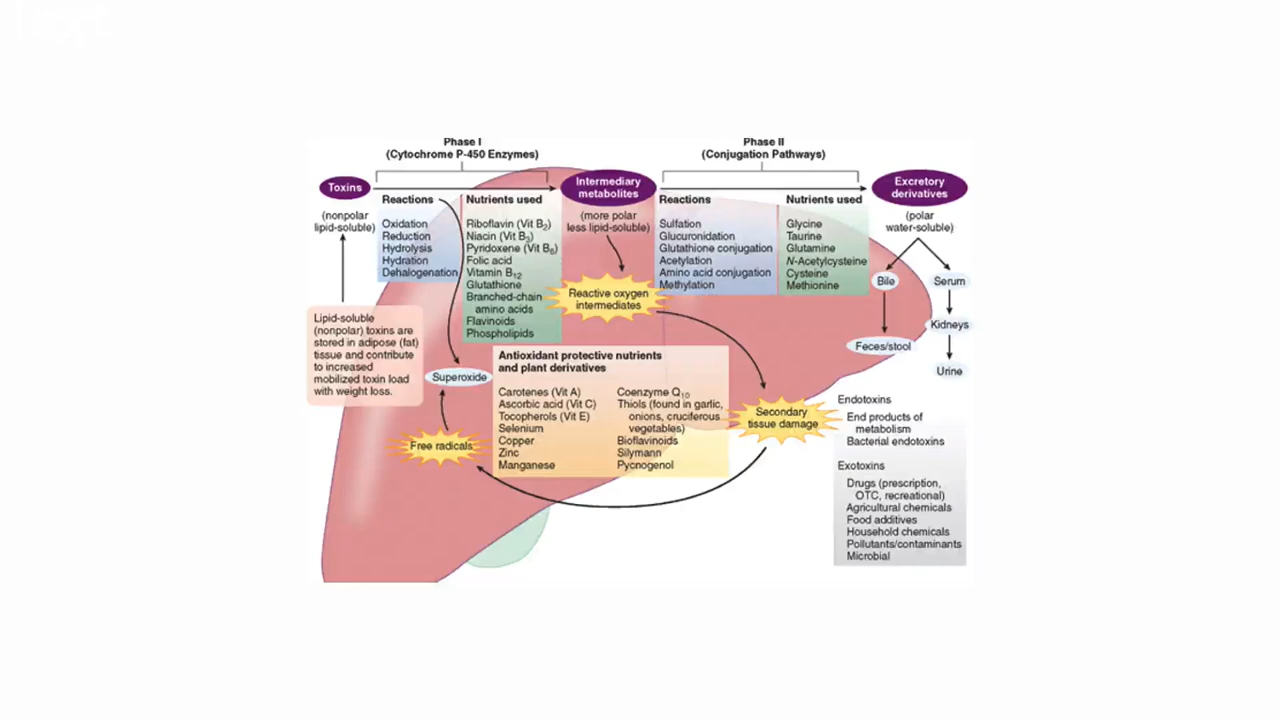 Phase I
(Cytochrome P-450 Enzymes)
Phase II
(Conjugation Pathways)
Toxins
Intermediary
metabolites
Excretory
derivatives
(nonpolar
lipid-soluble)
Reactions
Oxidation
Reduction
Hydrolysis
Hydration
Dehalogenation
Nutrients used
Riboflavin (Vit B2)
Niacin (Vit B3)
Pyridoxene (Vit B6)
Folic acid
Vitamin B12
Glutathione
Branched-chain
amino acids
Flavinoids
Phospholipids
(more polar
less lipid-soluble)
Reactive oxygen
intermediates
Reactions
Sulfation
Glucuronidation
Glutathione conjugation
Acetylation
Amino acid conjugation
Methylation
Nutrients used
Glycine
Taurine
Glutamine
N-Acetylcysteine
Cysteine
Methionine
(polar
water-soluble)
Bile
Serum
Kidneys
Feces/stool
Urine
Lipid-soluble
(nonpolar) toxins are
stored in adipose (fat)
tissue and contribute
to increased
mobilized toxin load
with weight loss.
Superoxide
Free radicals
Antioxidant protective nutrients
and plant derivatives
Carotenes (Vit A)
Ascorbic acid (Vit C)
Tocopherols (Vit E)
Selenium
Copper
Zinc
Manganese
Coenzyme Q10
Thiols (found in garlic,
onions, cruciferous
vegetables)
Bioflavinoids
Silymann
Pycnogenol
Secondary
tissue damage
Endotoxins
End products of
metabolism
Bacterial endotoxins
Exotoxins
Drugs (prescription,
OTC, recreational)
Agricultural chemicals
Food additives
Household chemicals
Pollutants/contaminants
Microbial